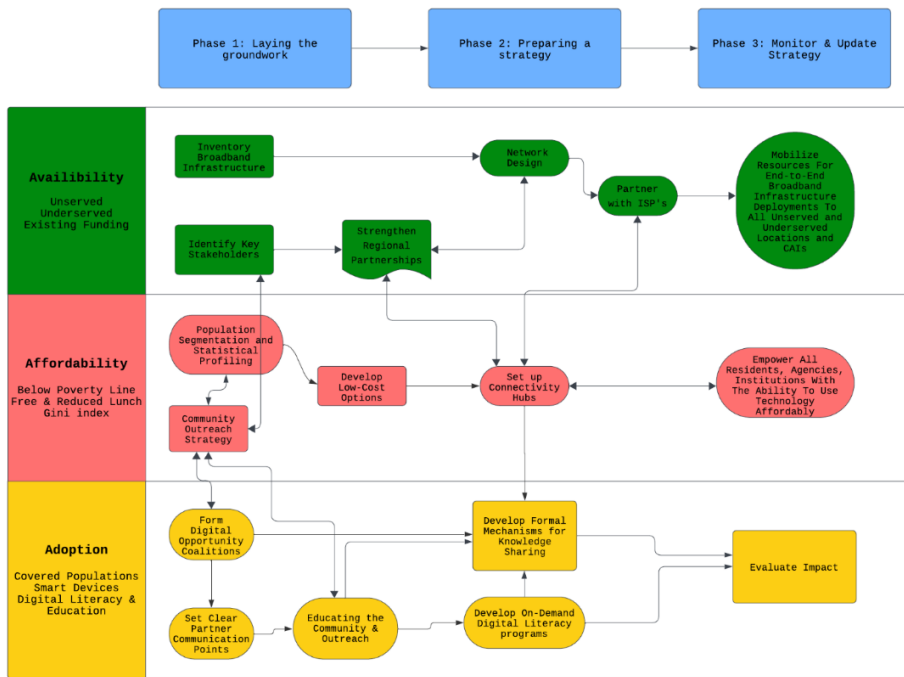 Phase 1: Laying the
groundwork
Phase 2: Preparing a
strategy
Phase 3: Monitor & Update
Strategy
Availibility
Unserved
Underserved
Existing Funding
Inventory
Broadband
Infrastructure
Network
Design
Partner
with ISP's
Mobilize
Resources For
End-to-End
Broadband
Infrastructure
Deployments To
All Unserved and
Underserved
Locations and
CAIs
Identify Key
Stakeholders
Strengthen
Regional
Partnerships
Affordability
Below Poverty Line
Free & Reduced Lunch
Gini index
Population
Segmentation and
Statistical
Profiling
Develop
Low-Cost
Options
Set up
Connectivity
Hubs
Empower All
Residents, Agencies,
Institutions With
The Ability To Use
Technology
Affordably
Community
Outreach
Strategy
Adoption
Covered Populations
Smart Devices
Digital Literacy &
Education
Form
Digital
Opportunity
Coalitions
Develop Formal
Mechanisms for
Knowledge
Sharing
Evaluate Impact
Set Clear
Partner
Communication
Points
Educating the
Community &
Outreach
Develop On-Demand
Digital Literacy
programs